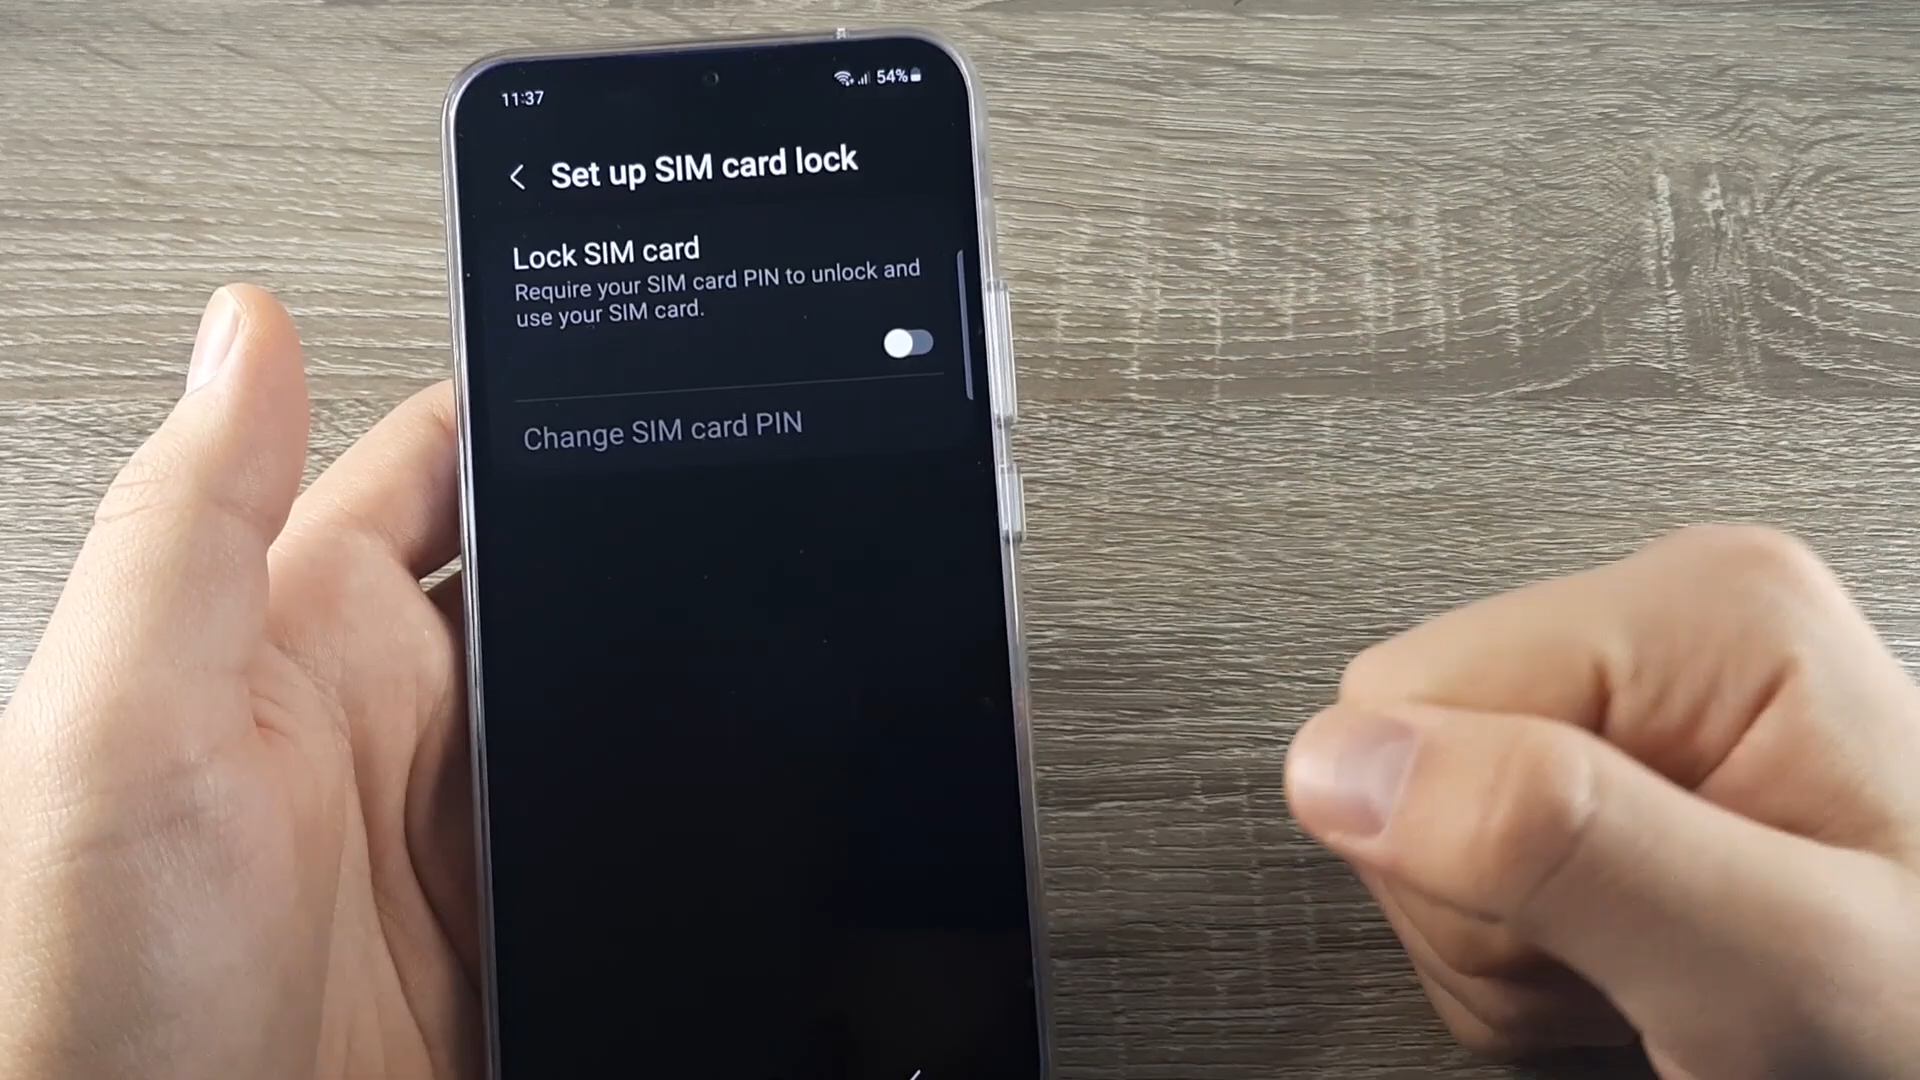 11:37
54%
Set up SIM card lock
Lock SIM card
Require your SIM card PIN to unlock and
use your SIM card.
Change SIM card PIN